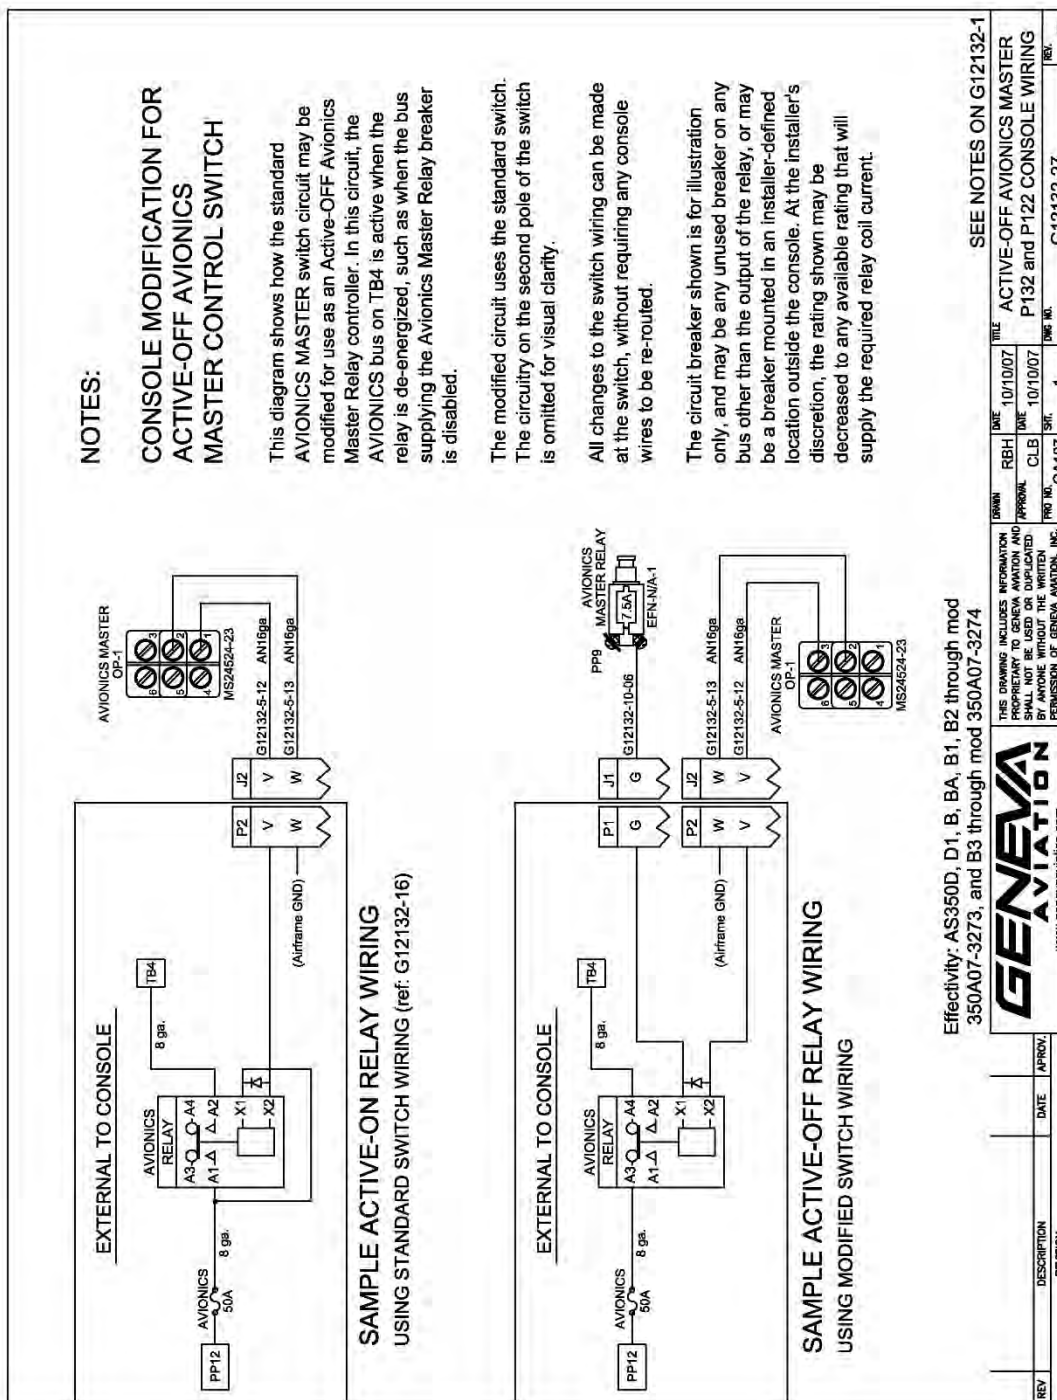 NOTES:
CONSOLE MODIFICATION FOR
ACTIVE-OFF AVIONICS
MASTER CONTROL SWITCH
This diagram shows how the standard
AVIONICS MASTER switch circuit may be
modified for use as an Active-OFF Avionics
Master Relay controller. In this circuit, the
AVIONICS bus on TB4 is active when the
relay is de-energized, such as when the bus
supplying the Avionics Master Relay breaker
is disabled.
The modified circuit uses the standard switch.
The circuitry on the second pole of the switch
is omitted for visual clarity.
All changes to the switch wiring can be made
at the switch, without requiring any console
wires to be re-routed.
The circuit breaker shown is for illustration
only, and may be any unused breaker on any
bus other than the output of the relay, or may
be a breaker mounted in an installer-defined
location outside the console. At the installer's
discretion, the rating shown may be
decreased to any available rating that will
supply the required relay coil current.
EXTERNAL TO CONSOLE
PP12
AVIONICS
50A
8 ga.
AVIONICS
RELAY
A3
A4
A1
A2
X1
X2
8 ga.
TB4
(Airframe GND)
P2
V
W
J2
V
W
G12132-5-12 AN16ga
G12132-5-13 AN16ga
AVIONICS MASTER
OP-1
6
3
5
2
4
1
MS24524-23
SAMPLE ACTIVE-ON RELAY WIRING
USING STANDARD SWITCH WIRING (ref: G12132-16)
EXTERNAL TO CONSOLE
PP12
AVIONICS
50A
8 ga.
AVIONICS
RELAY
A3
A4
A1
A2
X1
X2
8 ga.
TB4
(Airframe GND)
P1
G
J1
G
G12132-10-06
PP9
AVIONICS
MASTER RELAY
7.5A
EFN-N/A-1
P2
W
V
J2
W
V
G12132-5-13 AN16ga
G12132-5-12 AN16ga
AVIONICS MASTER
OP-1
6
3
5
2
4
1
MS24524-23
SAMPLE ACTIVE-OFF RELAY WIRING
USING MODIFIED SWITCH WIRING
Effectivity: AS350D, D1, B, BA, B1, B2 through mod
350A07-3273, and B3 through mod 350A07-3274
SEE NOTES ON G12132-1
REV
DESCRIPTION
DATE
APROV.
GENEVA
AVIATION
THIS DRAWING INCLUDES INFORMATION
PROPRIETARY TO GENEVA AVIATION AND
SHALL NOT BE USED OR DUPLICATED
BY ANYONE WITHOUT THE WRITTEN
PERMISSION OF GENEVA AVIATION, INC.
DRAWN
RBH
DATE
10/10/07
APPROVAL
CLB
DATE
10/10/07
PRO NO.
SHT.
TITLE
ACTIVE-OFF AVIONICS MASTER
P132 and P122 CONSOLE WIRING
DWG NO.
REV.